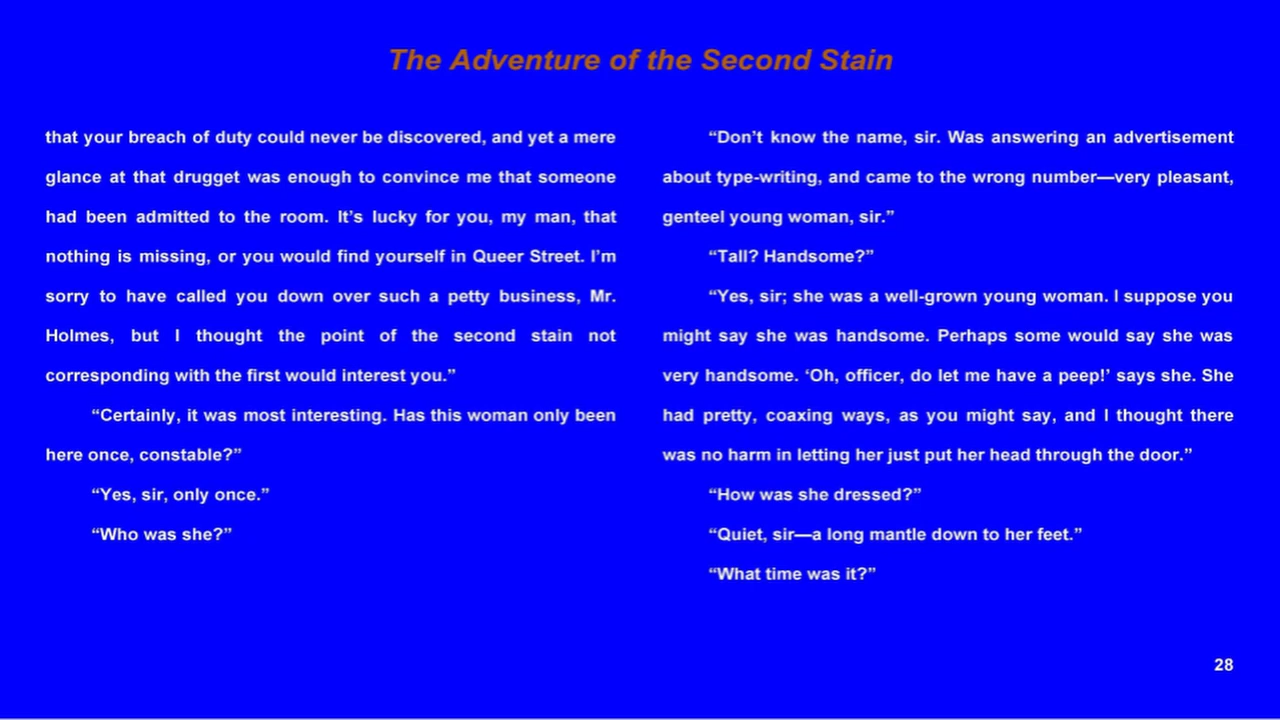 The Adventure of the Second Stain
that your breach of duty could never be discovered, and yet a mere
glance at that drugget was enough to convince me that someone
had been admitted to the room. It’s lucky for you, my man, that
nothing is missing, or you would find yourself in Queer Street. I’m
sorry to have called you down over such a petty business, Mr.
Holmes, but I thought the point of the second stain not
corresponding with the first would interest you.”
“Certainly, it was most interesting. Has this woman only been
here once, constable?”
“Yes, sir, only once.”
“Who was she?”
“Don’t know the name, sir. Was answering an advertisement
about type-writing, and came to the wrong number—very pleasant,
genteel young woman, sir.”
“Tall? Handsome?”
“Yes, sir; she was a well-grown young woman. I suppose you
might say she was handsome. Perhaps some would say she was
very handsome. ‘Oh, officer, do let me have a peep!’ says she. She
had pretty, coaxing ways, as you might say, and I thought there
was no harm in letting her just put her head through the door.”
“How was she dressed?”
“Quiet, sir—a long mantle down to her feet.”
“What time was it?”
28